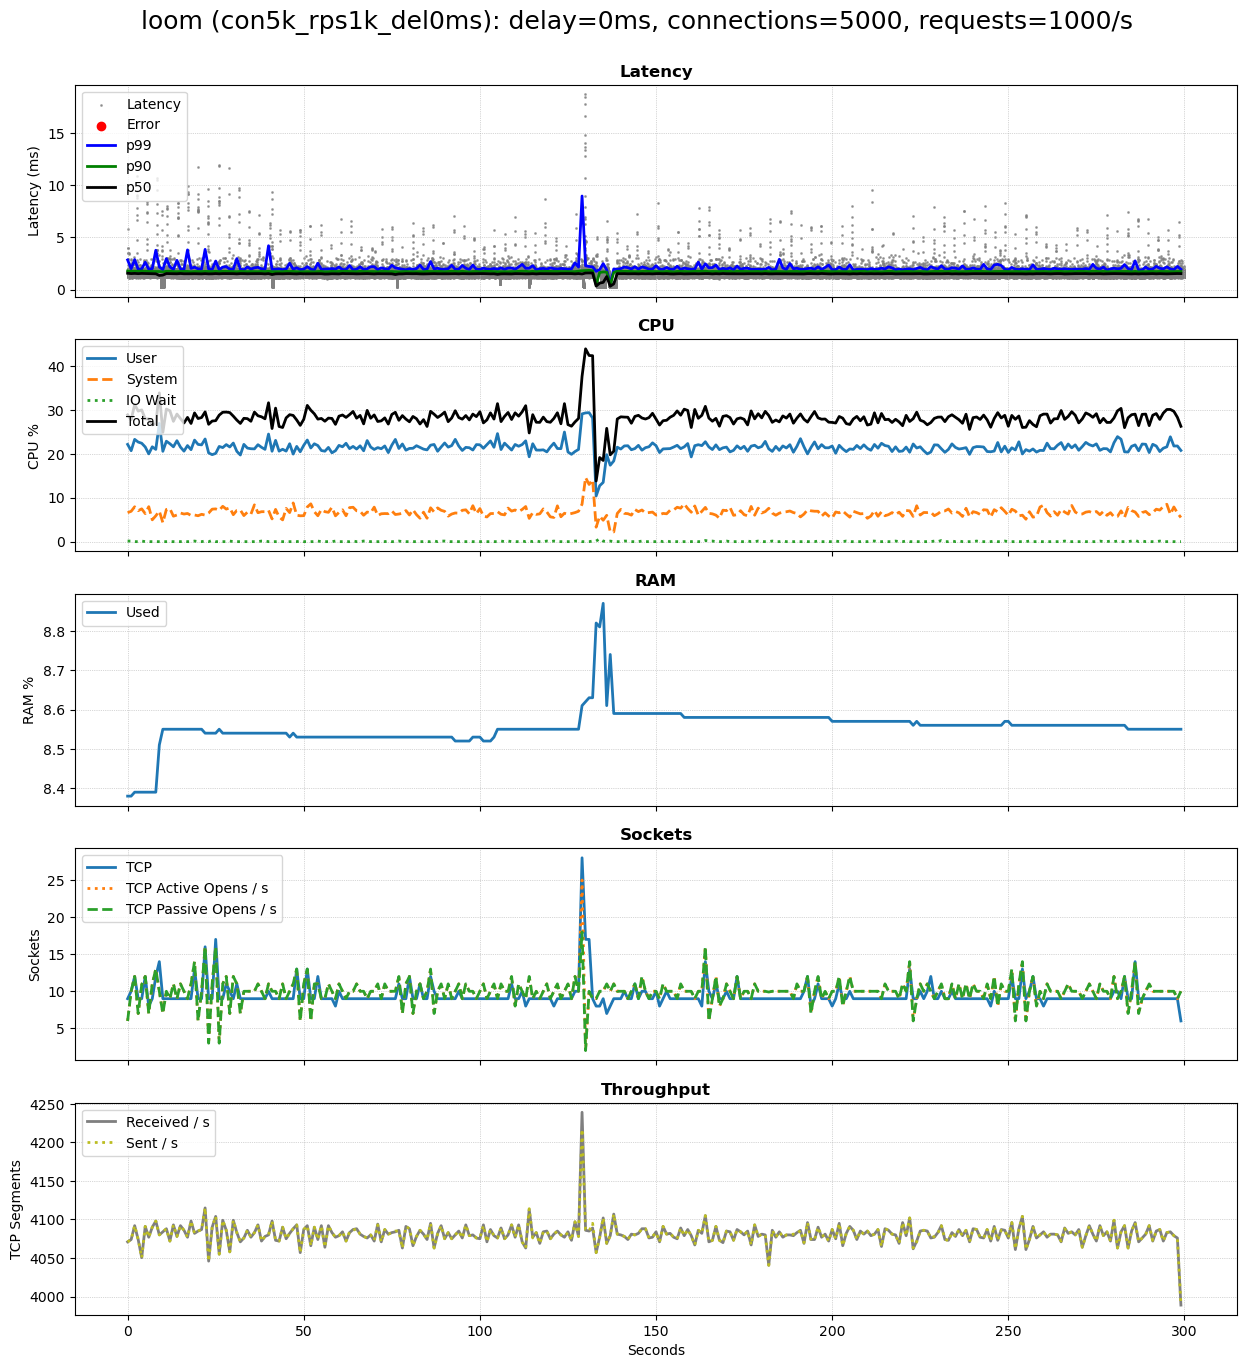 loom (con5k_rps1k_del0ms): delay=0ms, connections=5000, requests=1000/s
Latency
Latency (ms)
15
10
5
0
Latency
Error
p99
p90
p50
CPU
CPU %
40
30
20
10
0
User
System
IO Wait
Total
RAM
RAM %
8.8
8.7
8.6
8.5
8.4
Used
Sockets
Sockets
25
20
15
10
5
TCP
TCP Active Opens / s
TCP Passive Opens / s
Throughput
TCP Segments
4250
4200
4150
4100
4050
4000
Received / s
Sent / s
0 50 100 150 200 250 300
Seconds